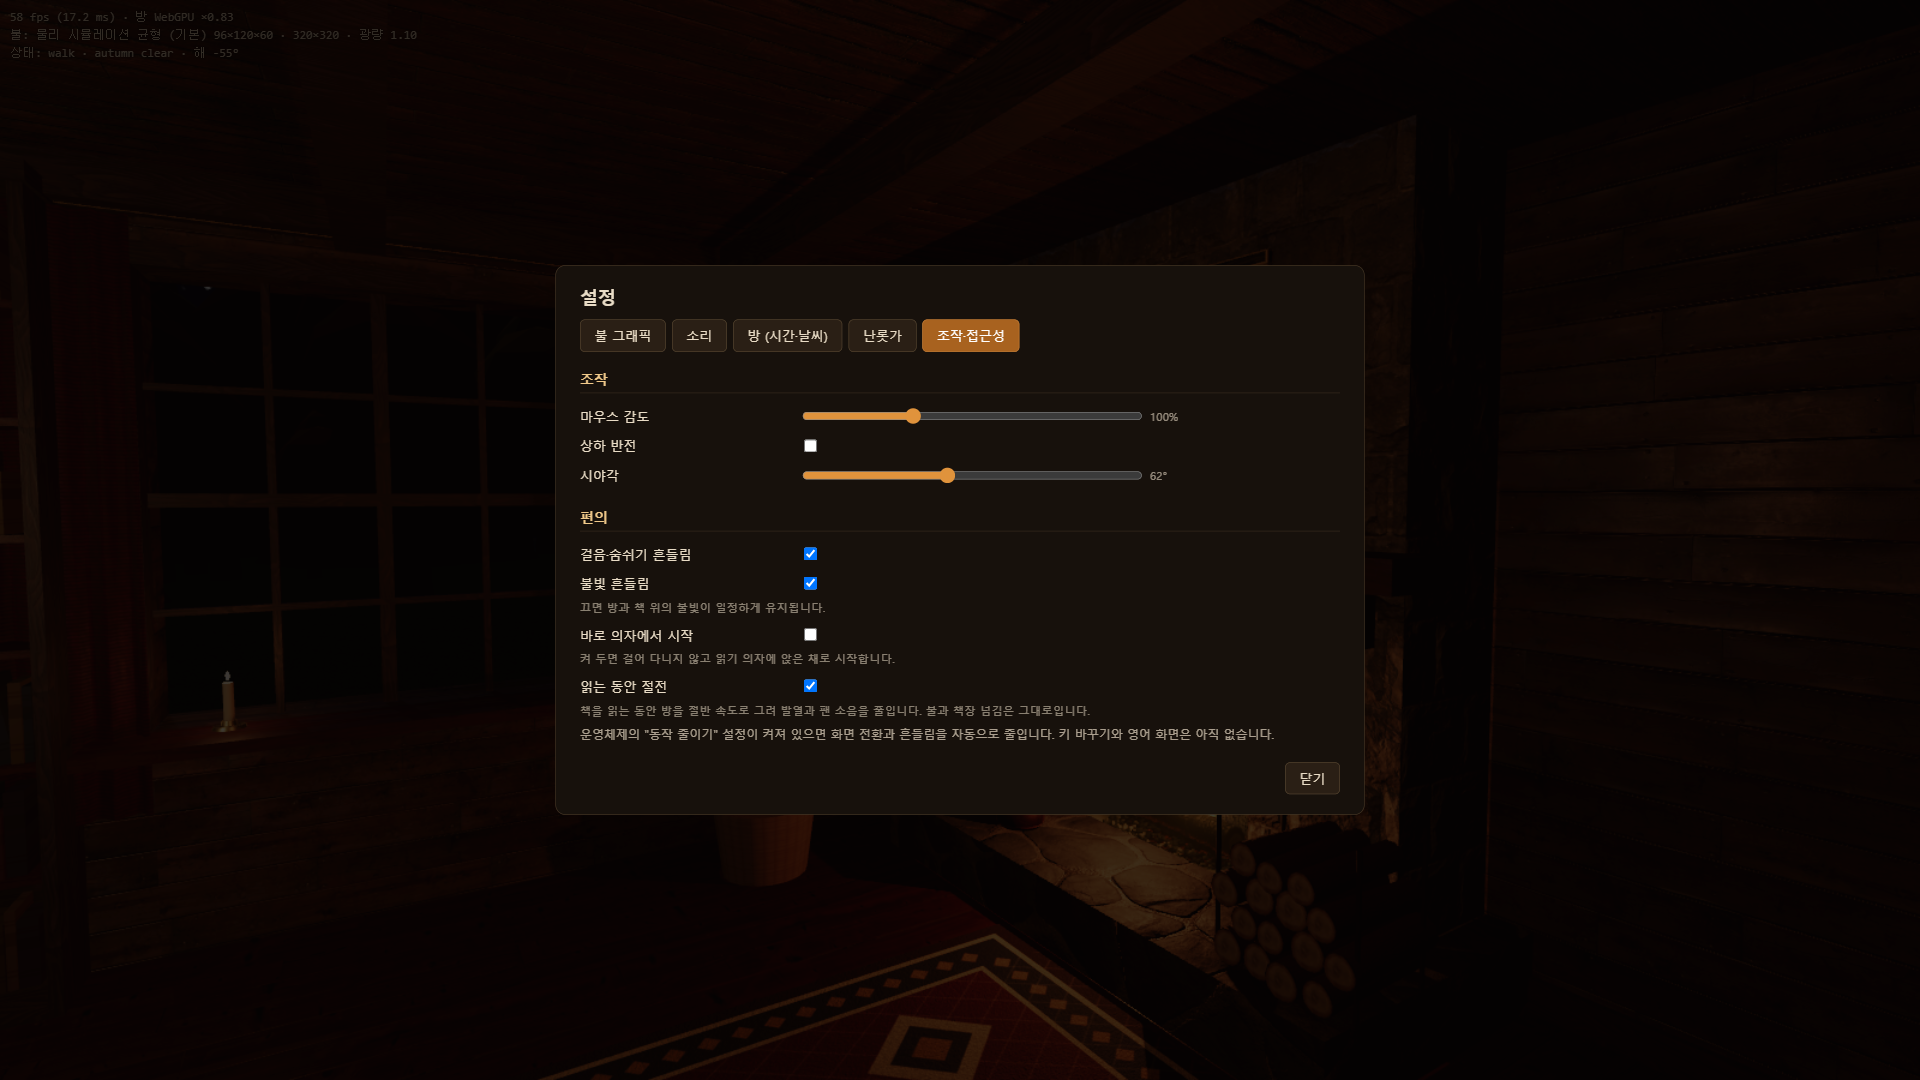 58 fps (17.2 ms) · 방 WebGPU ×0.83
불: 물리 시뮬레이션 균형 (기본) 96×120×60 · 320×320 · 광량 1.10
상태: walk · autumn clear · 해 -55°
설정
불 그래픽 소리 방 (시간·날씨) 난롯가 조작·접근성
조작
마우스 감도 100%
상하 반전
시야각 62°
편의
걸음·숨쉬기 흔들림
불빛 흔들림
끄면 방과 책 위의 불빛이 일정하게 유지됩니다.
바로 의자에서 시작
켜 두면 걸어 다니지 않고 읽기 의자에 앉은 채로 시작합니다.
읽는 동안 절전
책을 읽는 동안 방을 절반 속도로 그려 발열과 팬 소음을 줄입니다. 불과 책장 넘김은 그대로입니다.
운영체제의 "동작 줄이기" 설정이 켜져 있으면 화면 전환과 흔들림을 자동으로 줄입니다. 키 바꾸기와 영어 화면은 아직 없습니다.
닫기